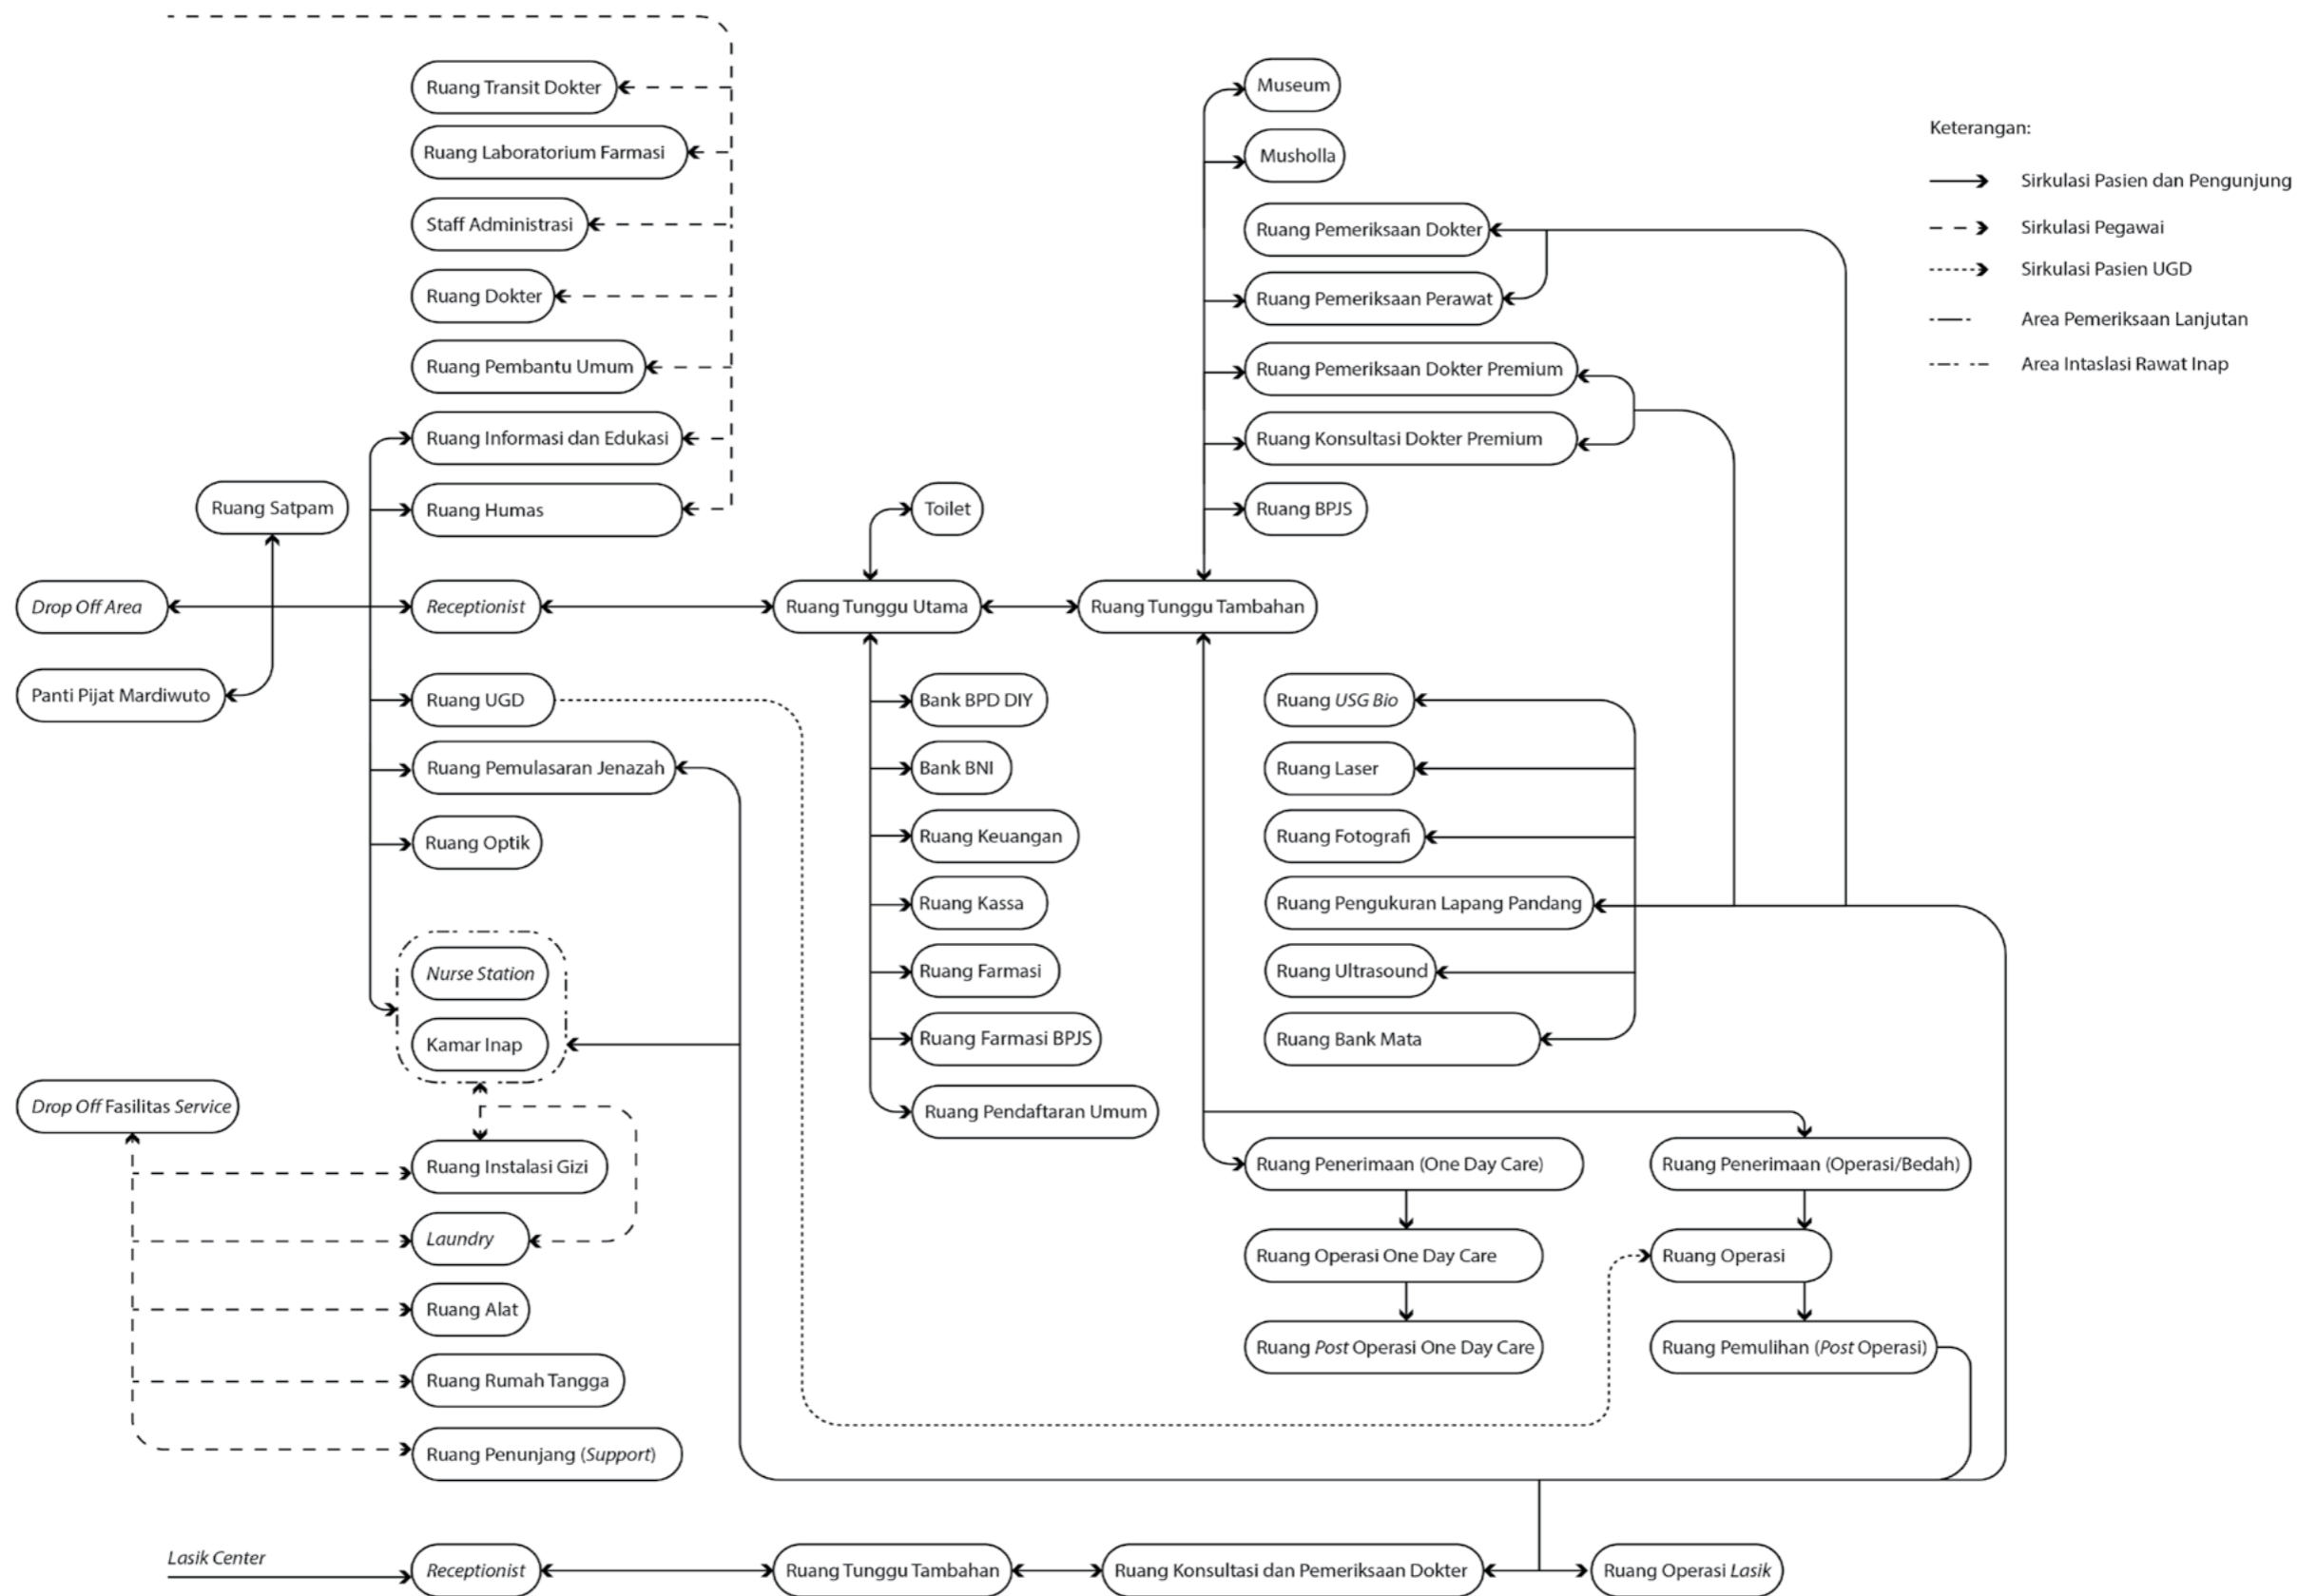 Ruang Transit Dokter
Ruang Laboratorium Farmasi
Staff Administrasi
Ruang Dokter
Ruang Pembantu Umum
Ruang Informasi dan Edukasi
Ruang Humas
Ruang Satpam
Drop Off Area
Panti Pijat Mardiwuto
Receptionist
Ruang UGD
Ruang Pemulasaran Jenazah
Ruang Optik
Nurse Station
Kamar Inap
Drop Off Fasilitas Service
Ruang Instalasi Gizi
Laundry
Ruang Alat
Ruang Rumah Tangga
Ruang Penunjang (Support)
Toilet
Ruang Tunggu Utama
Bank BPD DIY
Bank BNI
Ruang Keuangan
Ruang Kassa
Ruang Farmasi
Ruang Farmasi BPJS
Ruang Pendaftaran Umum
Museum
Musholla
Ruang Pemeriksaan Dokter
Ruang Pemeriksaan Perawat
Ruang Pemeriksaan Dokter Premium
Ruang Konsultasi Dokter Premium
Ruang BPJS
Ruang Tunggu Tambahan
Ruang USG Bio
Ruang Laser
Ruang Fotografi
Ruang Pengukuran Lapang Pandang
Ruang Ultrasound
Ruang Bank Mata
Ruang Penerimaan (One Day Care)
Ruang Operasi One Day Care
Ruang Post Operasi One Day Care
Ruang Penerimaan (Operasi/Bedah)
Ruang Operasi
Ruang Pemulihan (Post Operasi)
Lasik Center
Receptionist
Ruang Tunggu Tambahan
Ruang Konsultasi dan Pemeriksaan Dokter
Ruang Operasi Lasik
Keterangan:
Sirkulasi Pasien dan Pengunjung
Sirkulasi Pegawai
Sirkulasi Pasien UGD
Area Pemeriksaan Lanjutan
Area Intaslasi Rawat Inap